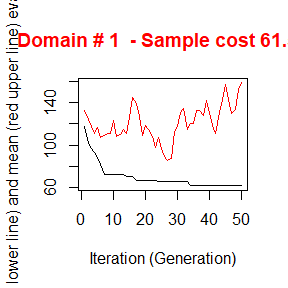 Domain # 1 - Sample cost 61.
lower line) and mean (red upper line) eva
140
100
60
0 10 20 30 40 50
Iteration (Generation)